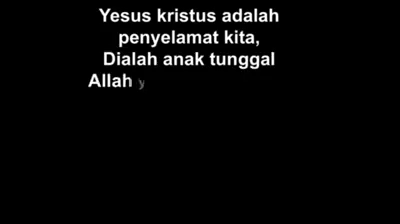 Yesus kristus adalah
penyelamat kita,
Dialah anak tunggal
Allah y